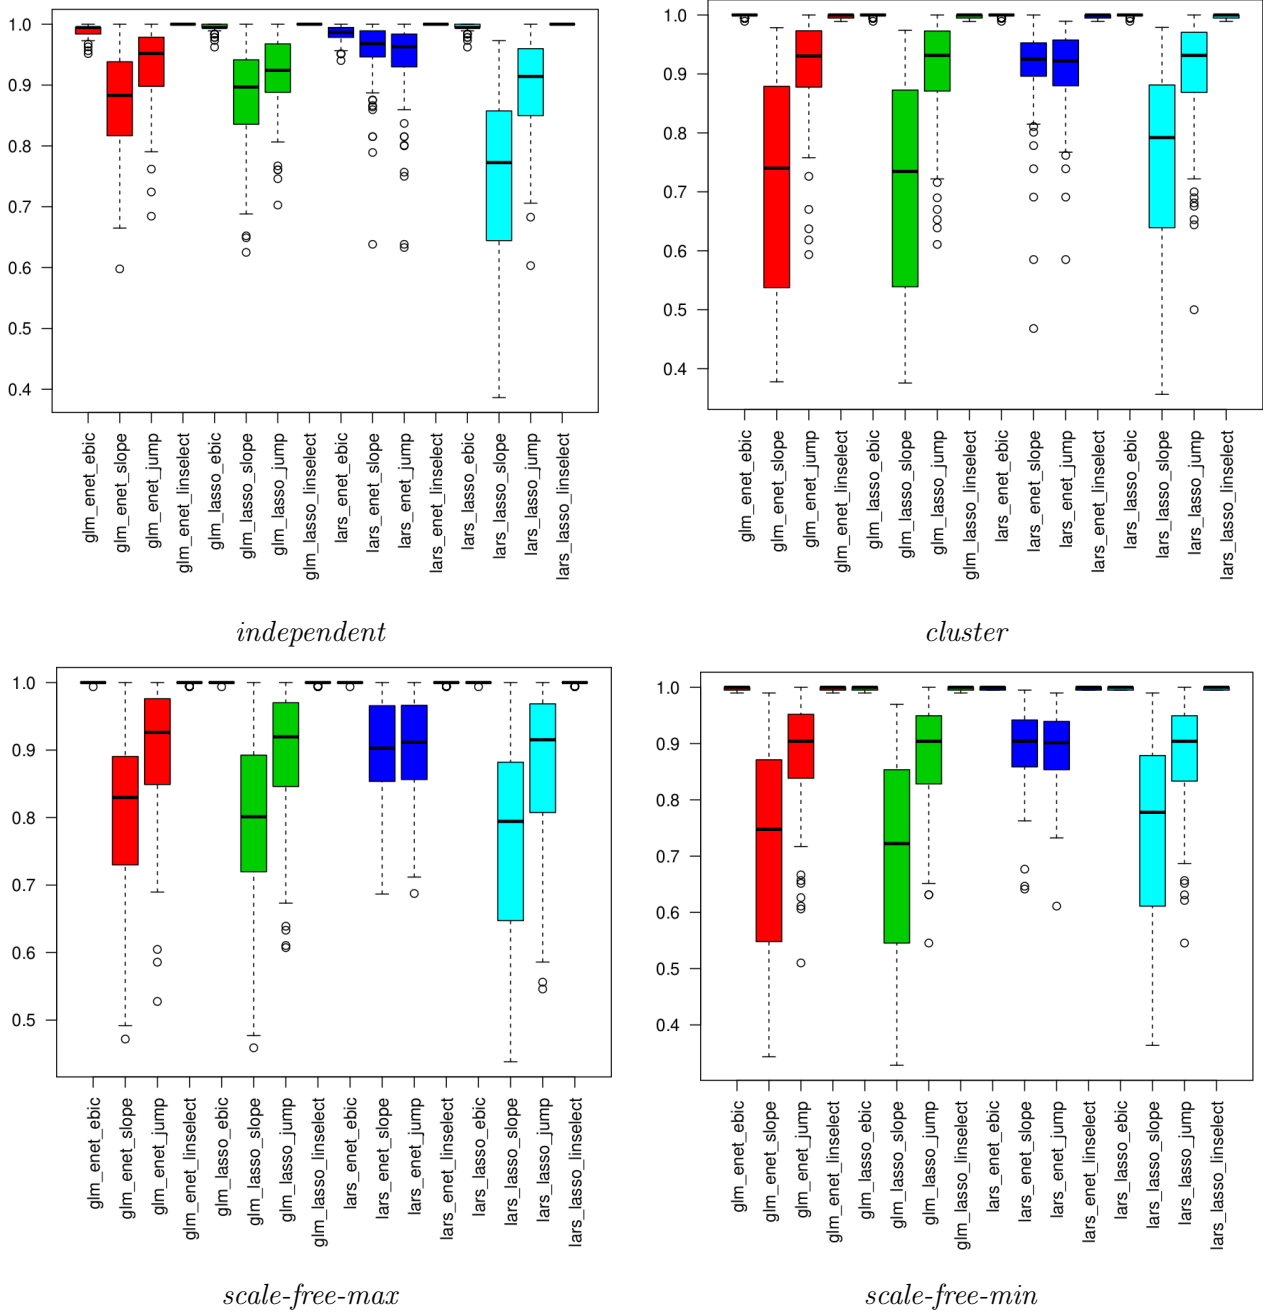 1.0
0.9
0.8
0.7
0.6
0.5
0.4
glm_enet_ebic
glm_enet_slope
glm_enet_jump
glm_enet_linselect
glm_lasso_ebic
glm_lasso_slope
glm_lasso_jump
glm_lasso_linselect
lars_enet_ebic
lars_enet_slope
lars_enet_jump
lars_enet_linselect
lars_lasso_ebic
lars_lasso_slope
lars_lasso_jump
lars_lasso_linselect
independent
1.0
0.9
0.8
0.7
0.6
0.5
0.4
glm_enet_ebic
glm_enet_slope
glm_enet_jump
glm_enet_linselect
glm_lasso_ebic
glm_lasso_slope
glm_lasso_jump
glm_lasso_linselect
lars_enet_ebic
lars_enet_slope
lars_enet_jump
lars_enet_linselect
lars_lasso_ebic
lars_lasso_slope
lars_lasso_jump
lars_lasso_linselect
cluster
1.0
0.9
0.8
0.7
0.6
0.5
glm_enet_ebic
glm_enet_slope
glm_enet_jump
glm_enet_linselect
glm_lasso_ebic
glm_lasso_slope
glm_lasso_jump
glm_lasso_linselect
lars_enet_ebic
lars_enet_slope
lars_enet_jump
lars_enet_linselect
lars_lasso_ebic
lars_lasso_slope
lars_lasso_jump
lars_lasso_linselect
scale-free-max
1.0
0.9
0.8
0.7
0.6
0.5
0.4
glm_enet_ebic
glm_enet_slope
glm_enet_jump
glm_enet_linselect
glm_lasso_ebic
glm_lasso_slope
glm_lasso_jump
glm_lasso_linselect
lars_enet_ebic
lars_enet_slope
lars_enet_jump
lars_enet_linselect
lars_lasso_ebic
lars_lasso_slope
lars_lasso_jump
lars_lasso_linselect
scale-free-min